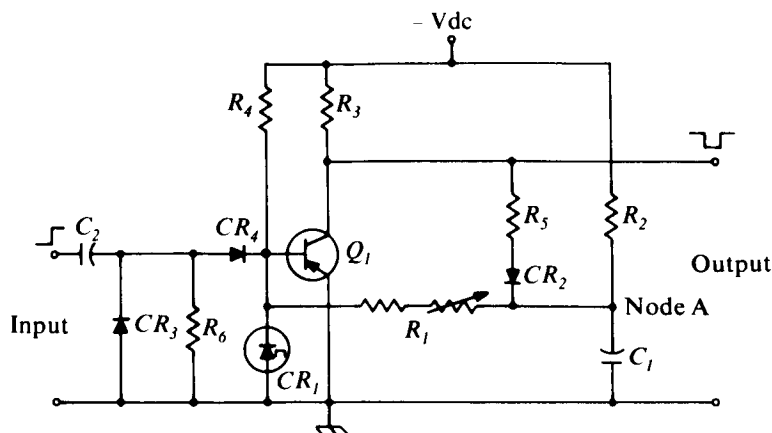 – Vdc
R4
R3
C2
CR4
Q1
R5
R2
CR2
Output
Node A
Input
CR3
R6
R1
CR1
C1